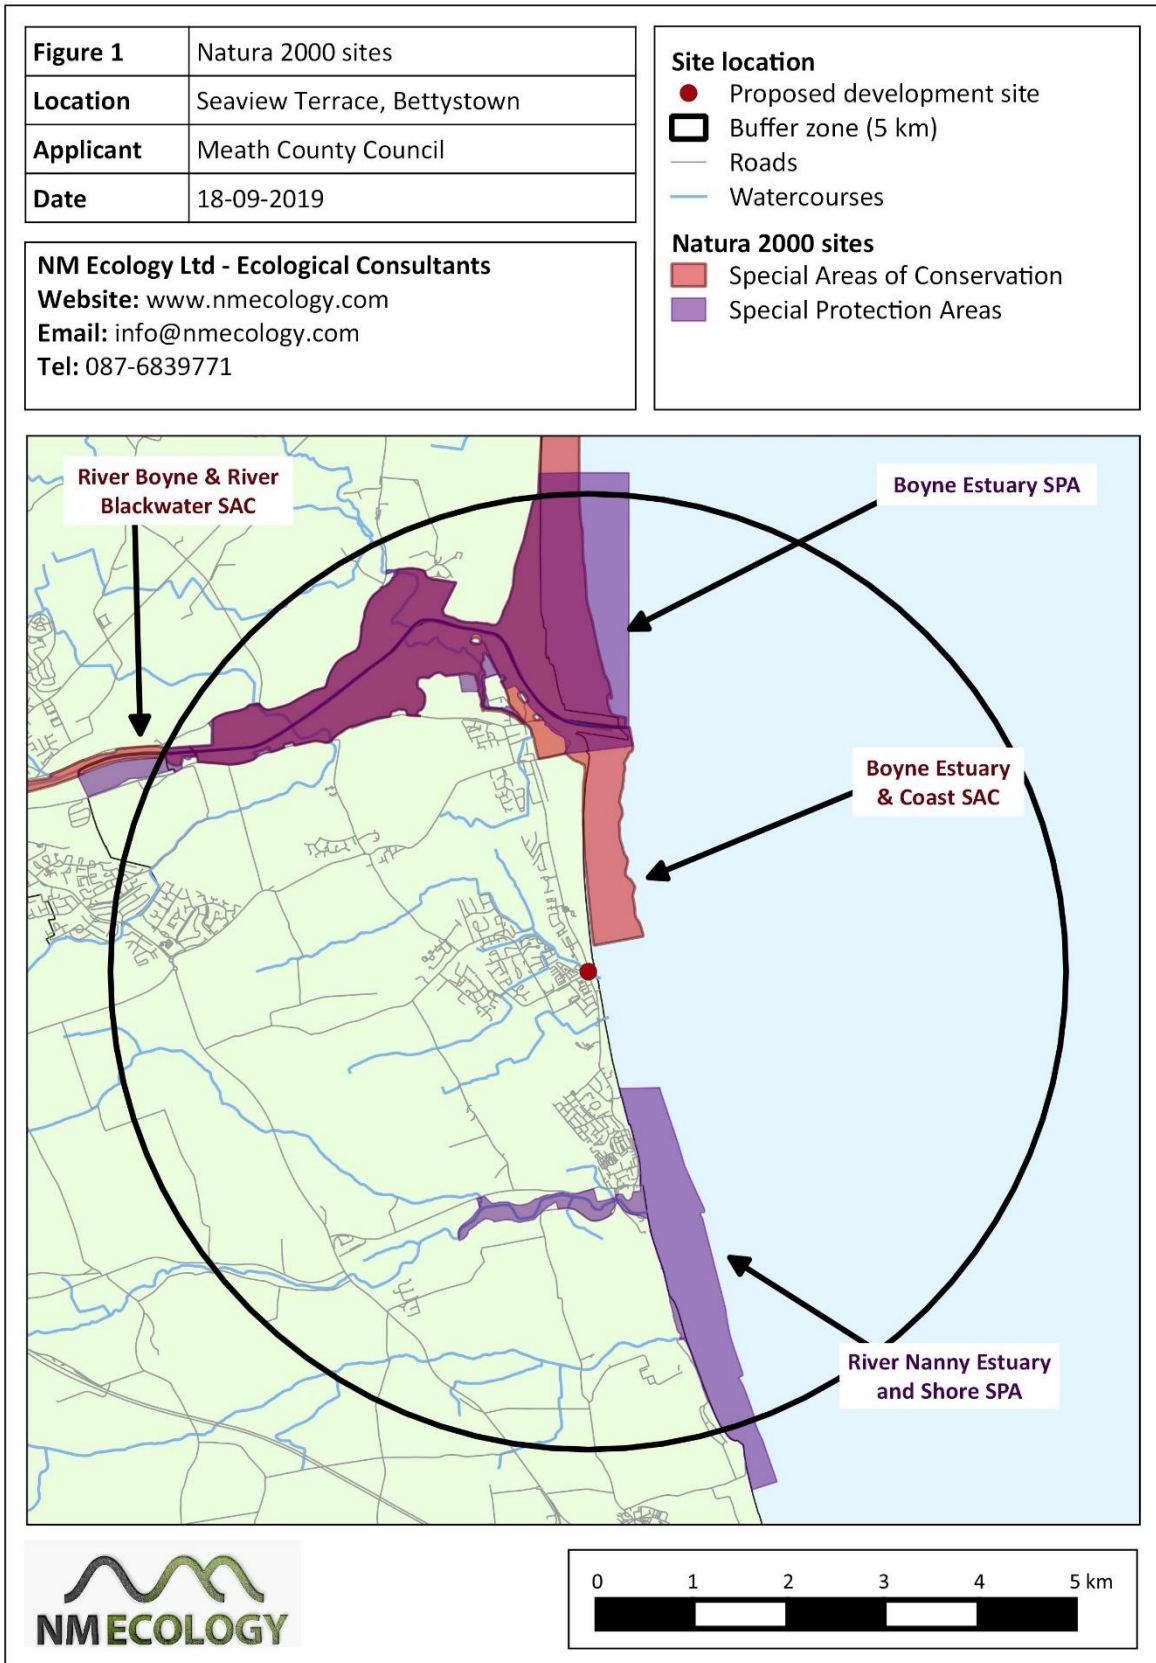 Figure 1 Natura 2000 sites
Location Seaview Terrace, Bettystown
Applicant Meath County Council
Date 18-09-2019
NM Ecology Ltd - Ecological Consultants
Website: www.nmecology.com
Email: info@nmecology.com
Tel: 087-6839771
Site location
Proposed development site
Buffer zone (5 km)
Roads
Watercourses
Natura 2000 sites
Special Areas of Conservation
Special Protection Areas
River Boyne & River
Blackwater SAC
Boyne Estuary SPA
Boyne Estuary
& Coast SAC
River Nanny Estuary
and Shore SPA
NMECOLOGY
0 1 2 3 4 5 km